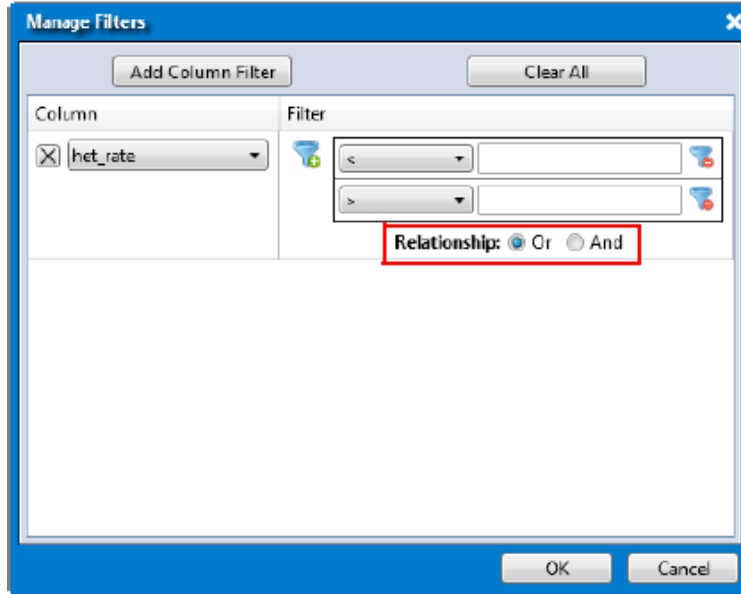 Manage Filters
Add Column Filter Clear All
Column Filter
het_rate <
>
Relationship: Or And
OK Cancel